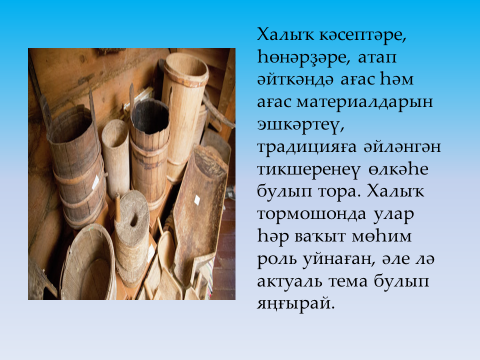 Халыҡ кәсептәре,
һөнәрҙәре, атап
әйткәндә ағас һәм
ағас материалдарын
эшкәртеү,
традицияға әйләнгән
тикшеренеү өлкәһе
булып тора. Халыҡ
тормошонда улар
һәр ваҡыт мөһим
роль уйнаған, әле лә
актуаль тема булып
яңғырай.